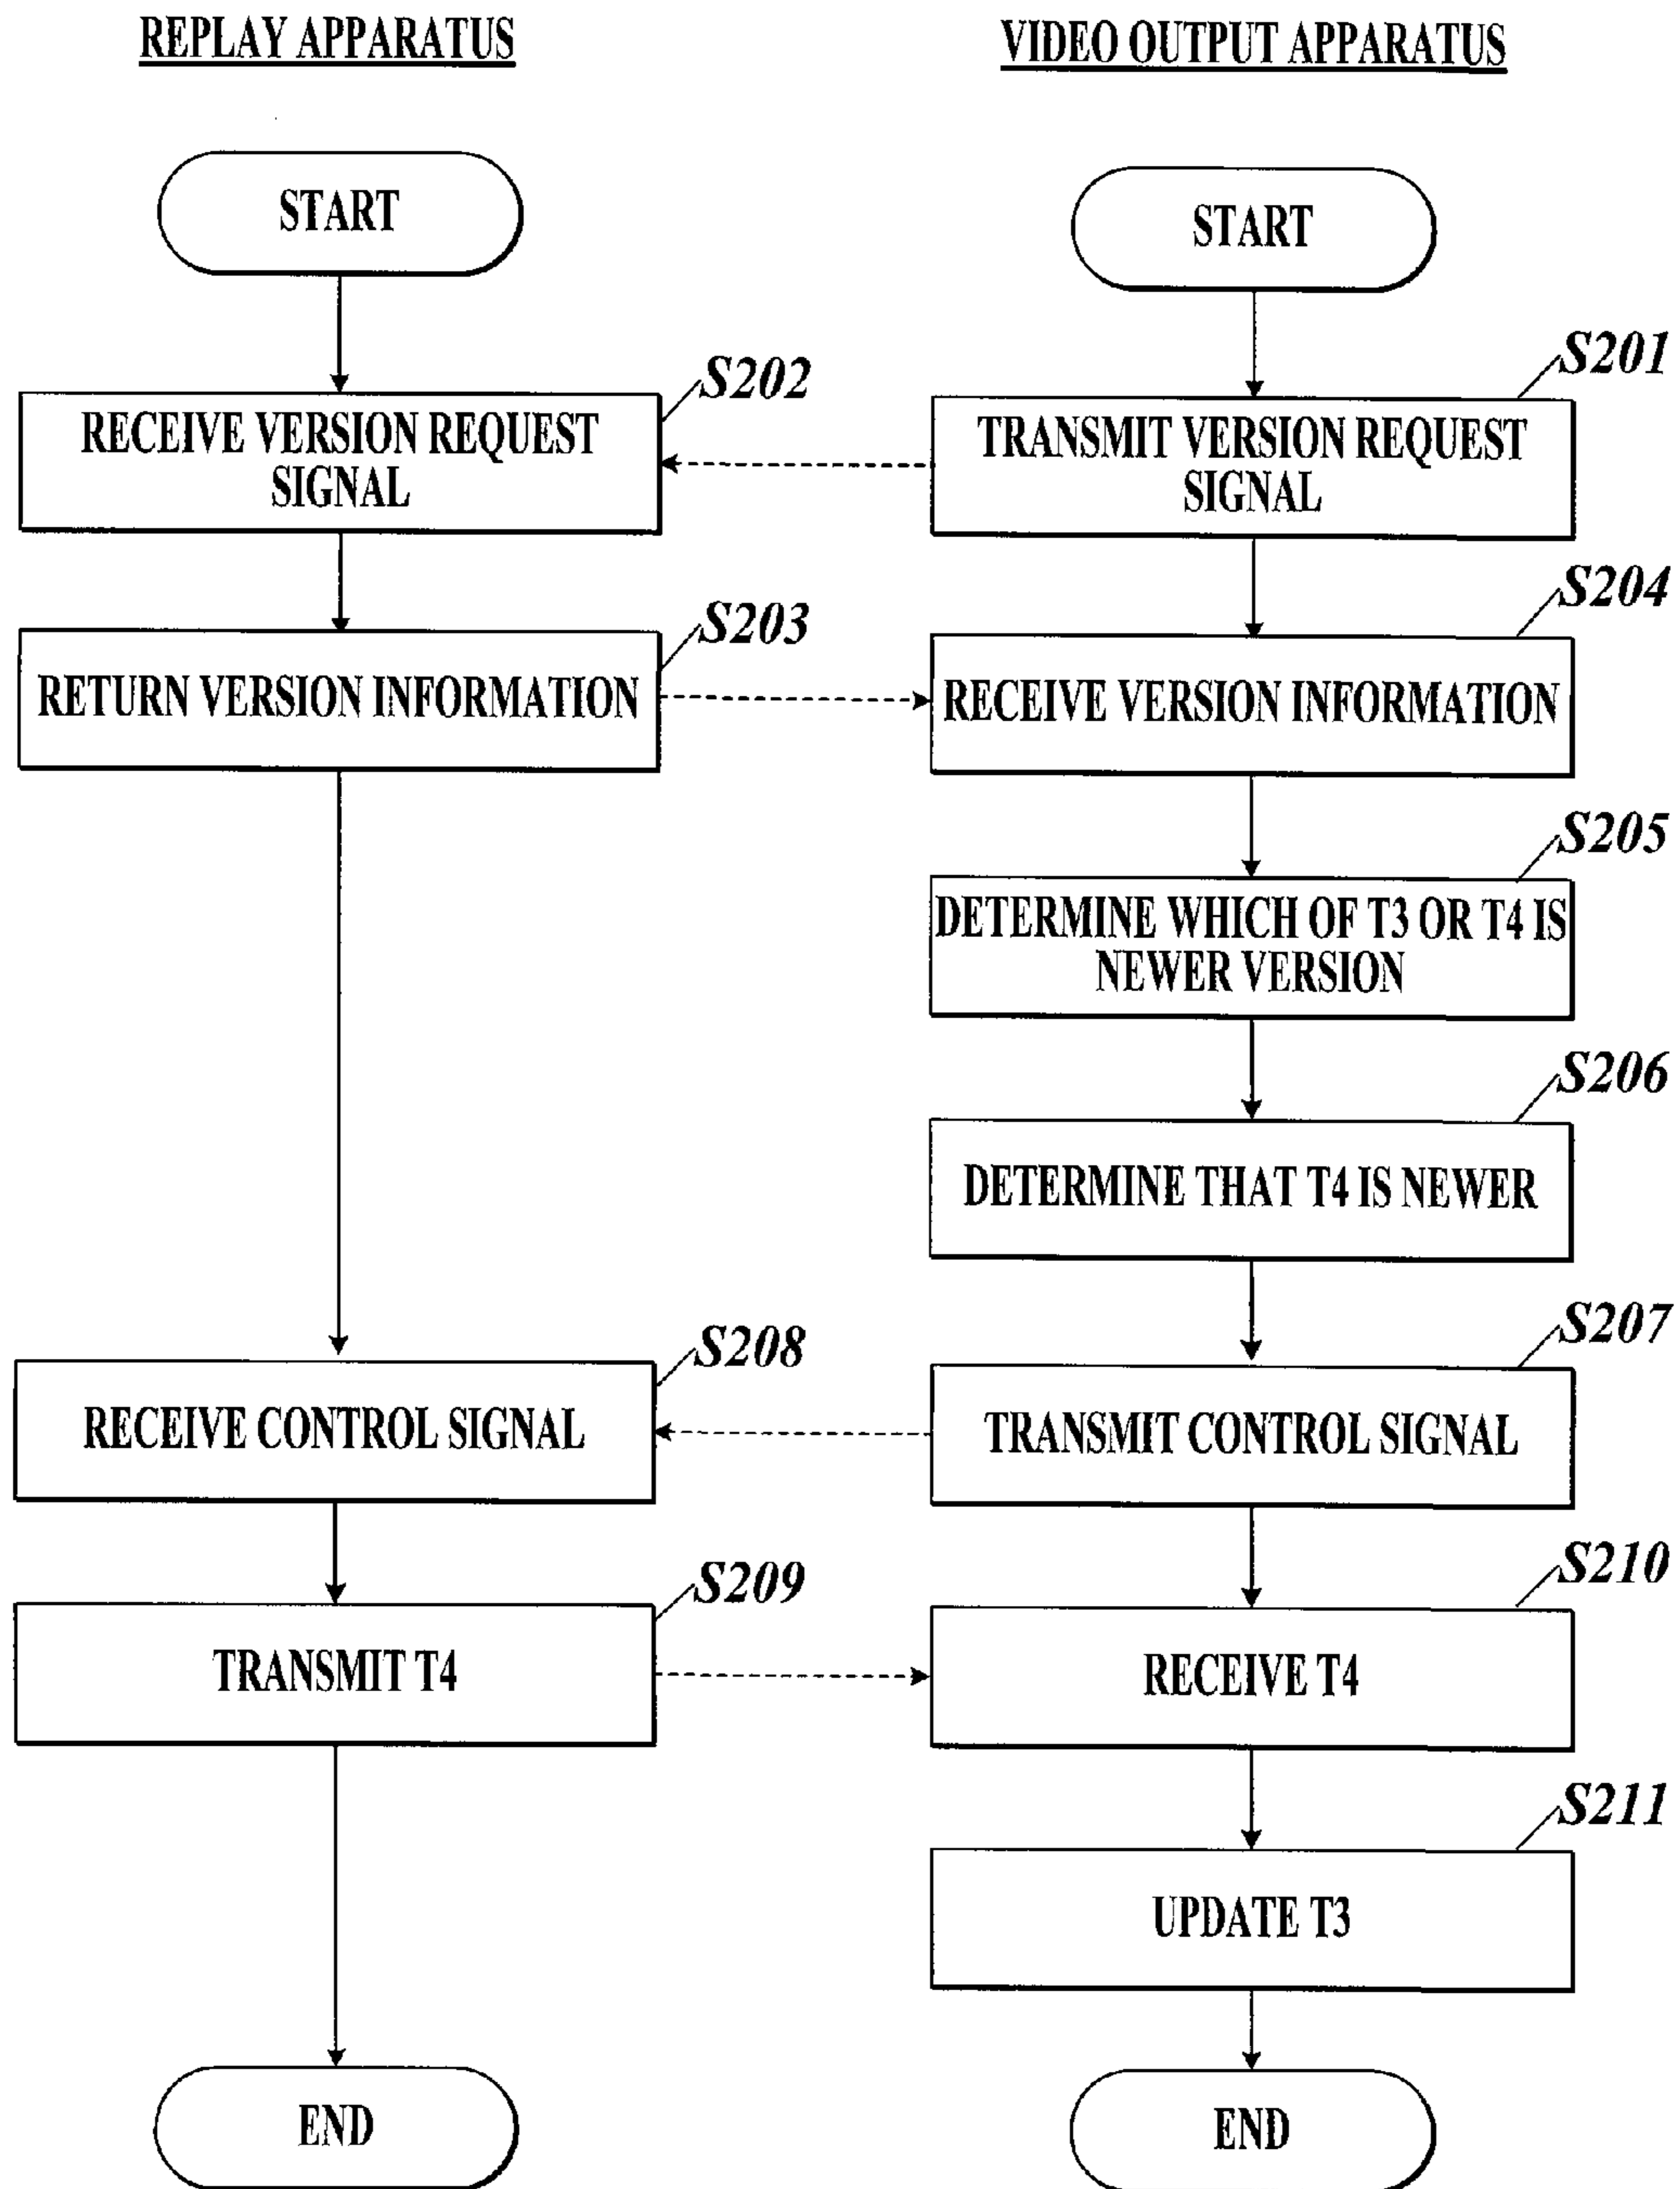 REPLAY APPARATUS
VIDEO OUTPUT APPARATUS
START
START
S202
RECEIVE VERSION REQUEST
SIGNAL
S201
TRANSMIT VERSION REQUEST
SIGNAL
S203
RETURN VERSION INFORMATION
S204
RECEIVE VERSION INFORMATION
S205
DETERMINE WHICH OF T3 OR T4 IS
NEWER VERSION
S206
DETERMINE THAT T4 IS NEWER
S208
RECEIVE CONTROL SIGNAL
S207
TRANSMIT CONTROL SIGNAL
S209
TRANSMIT T4
S210
RECEIVE T4
S211
UPDATE T3
END
END